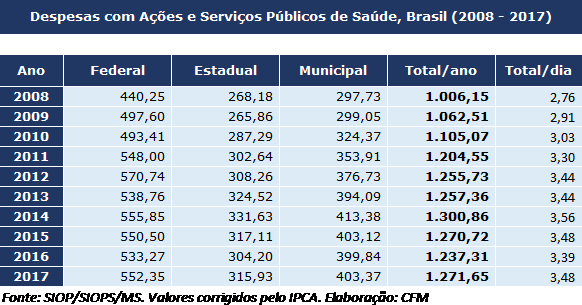 Despesas com Ações e Serviços Públicos de Saúde, Brasil (2008 - 2017)
Ano Federal Estadual Municipal Total/ano Total/dia
2008 440,25 268,18 297,73 1.006,15 2,76
2009 497,60 265,86 299,05 1.062,51 2,91
2010 493,41 287,29 324,37 1.105,07 3,03
2011 548,00 302,64 353,91 1.204,55 3,30
2012 570,74 308,26 376,73 1.255,73 3,44
2013 538,76 324,52 394,09 1.257,36 3,44
2014 555,85 331,63 413,38 1.300,86 3,56
2015 550,50 317,11 403,12 1.270,72 3,48
2016 533,27 304,20 399,84 1.237,31 3,39
2017 552,35 315,93 403,37 1.271,65 3,48
Fonte: SIOP/SIOPS/MS. Valores corrigidos pelo IPCA. Elaboração: CFM